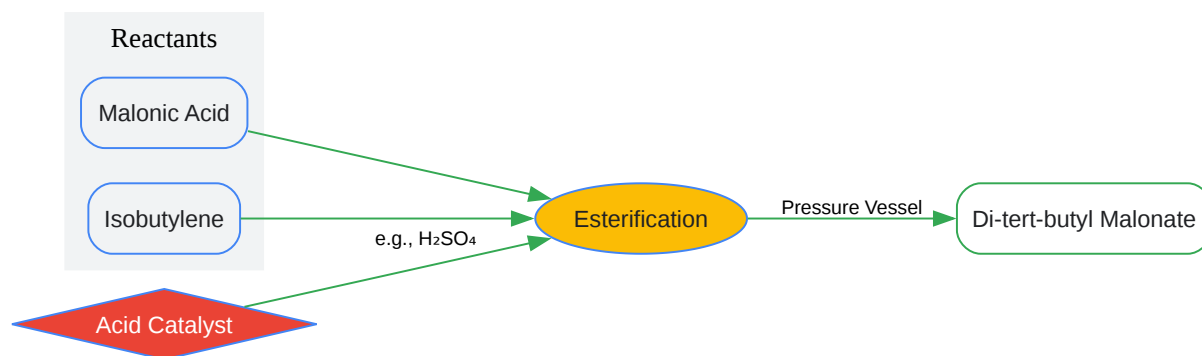 Reactants
Malonic Acid
Isobutylene
Acid Catalyst
e.g., H₂SO₄
Esterification
Pressure Vessel
Di-tert-butyl Malonate